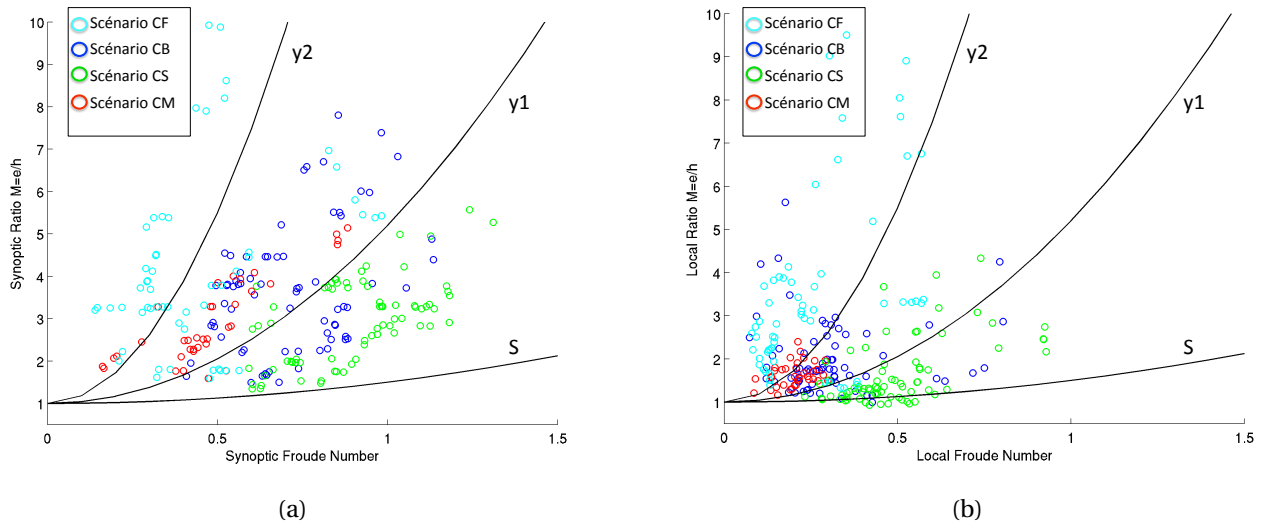 Scénario CF
Scénario CB
Scénario CS
Scénario CM
y2
y1
S
10
9
8
7
6
5
4
3
2
1
0
0.5
1
1.5
Synoptic Ratio M=e/h
Synoptic Froude Number
(a)
Scénario CF
Scénario CB
Scénario CS
Scénario CM
y2
y1
S
10
9
8
7
6
5
4
3
2
1
0
0.5
1
1.5
Local Ratio M=e/h
Local Froude Number
(b)